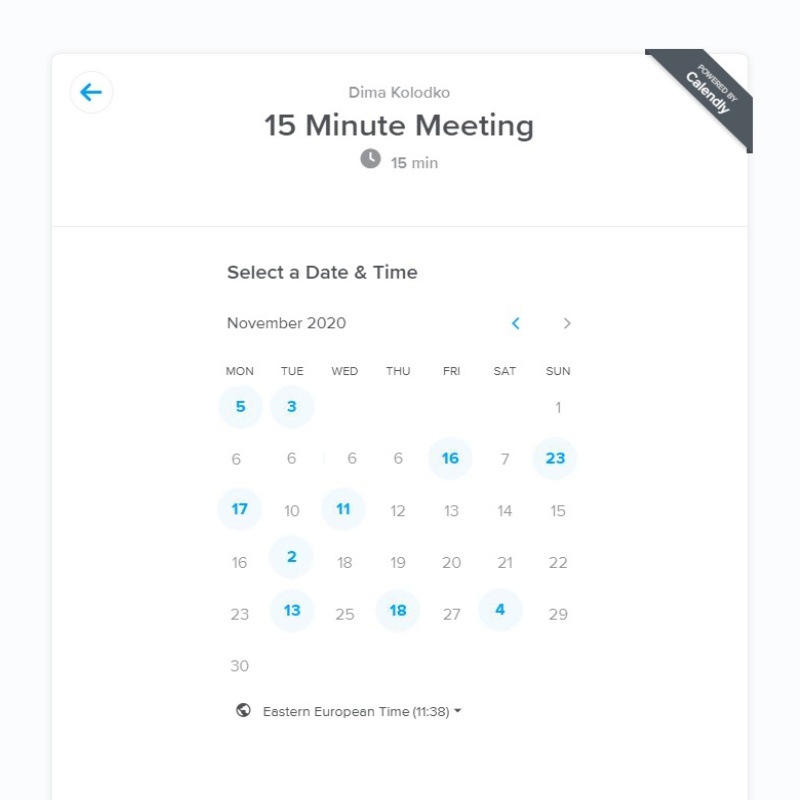 POWERED BY
Calendly
Dima Kolodko
15 Minute Meeting
15 min
Select a Date & Time
November 2020
MON TUE WED THU FRI SAT SUN
5 3 1
6 6 6 6 16 7 23
17 10 11 12 13 14 15
16 2 18 19 20 21 22
23 13 25 18 27 4 29
30
Eastern European Time (11:38)